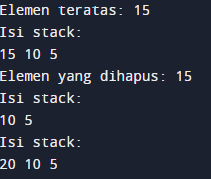 Elemen teratas: 15
Isi stack:
15 10 5
Elemen yang dihapus: 15
Isi stack:
10 5
Isi stack:
20 10 5